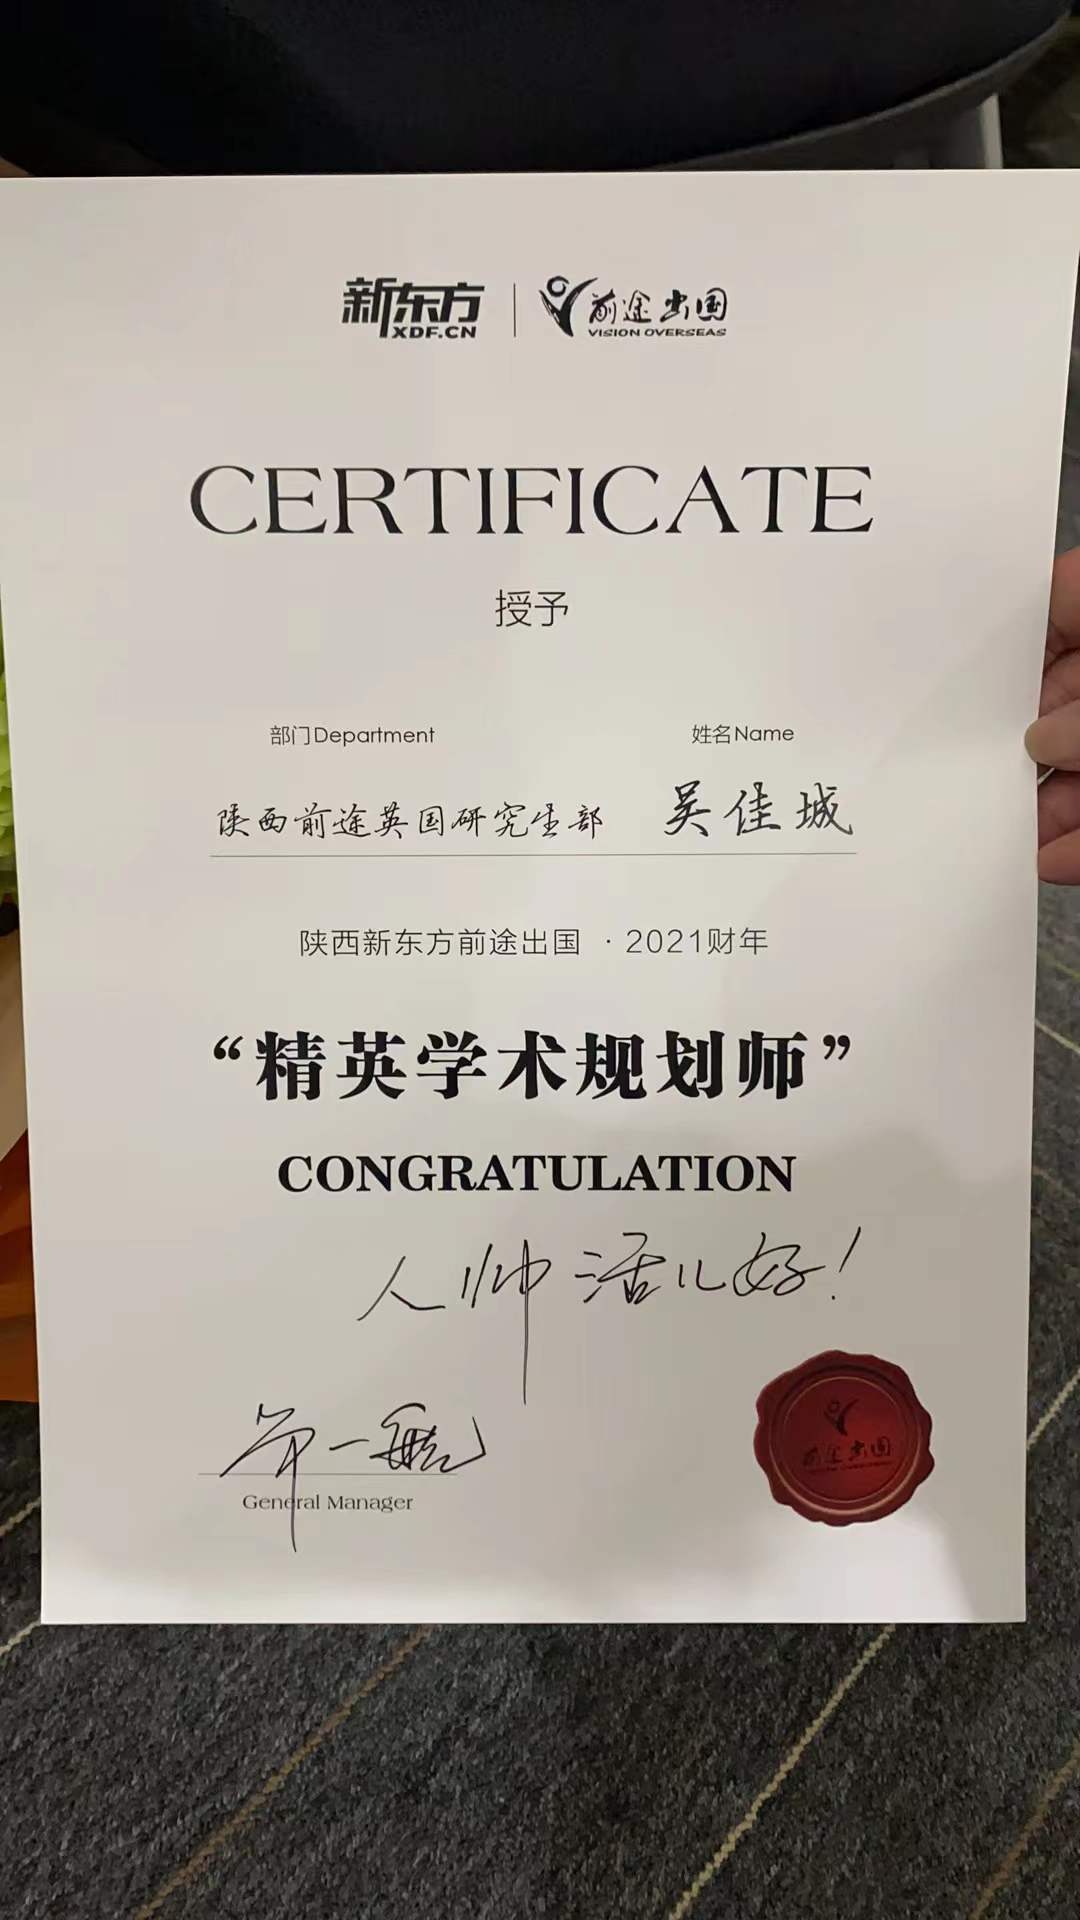 新东方 XDF.CN | 前途出国 VISION OVERSEAS
CERTIFICATE
授予
部门Department 姓名Name
陕西前途英国研究生部 吴佳城
陕西新东方前途出国 · 2021财年
“精英学术规划师”
CONGRATULATION
人帅 活儿好！
General Manager
前途出国